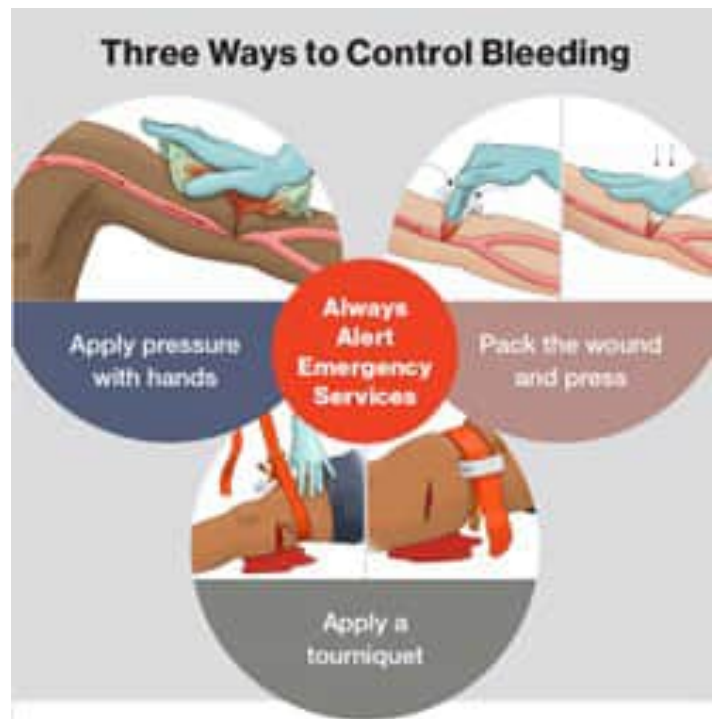 Three Ways to Control Bleeding
Apply pressure
with hands
Always
Alert
Emergency
Services
Pack the wound
and press
Apply a
tourniquet